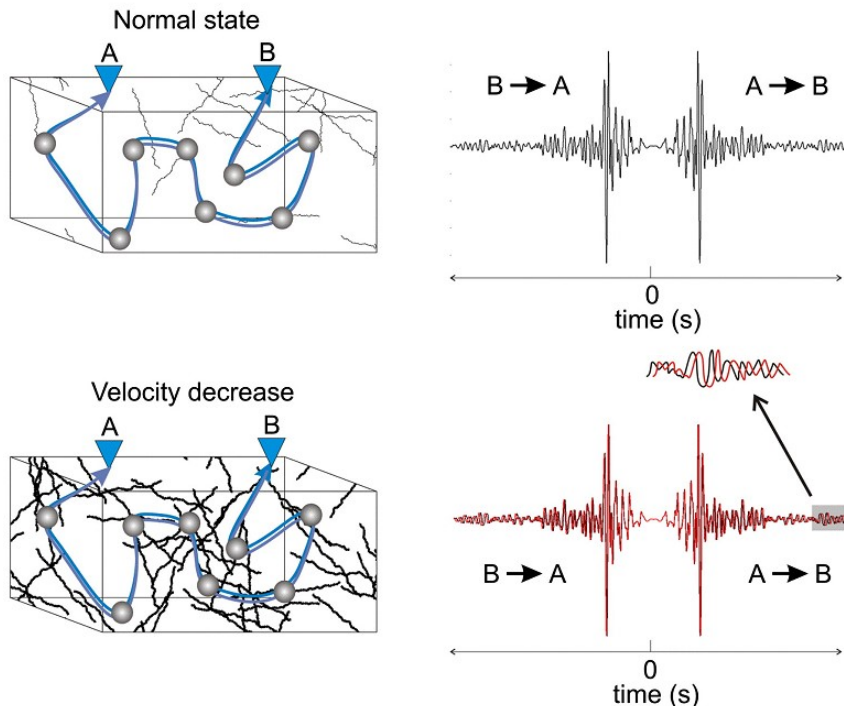 Normal state
A
B
B → A
A → B
0
time (s)
Velocity decrease
A
B
B → A
A → B
0
time (s)